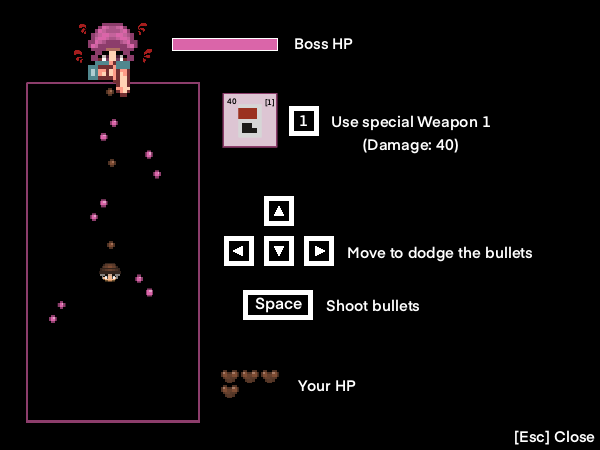 Boss HP
40 [1]
1 Use special Weapon 1
(Damage: 40)
Move to dodge the bullets
Space Shoot bullets
Your HP
[Esc] Close